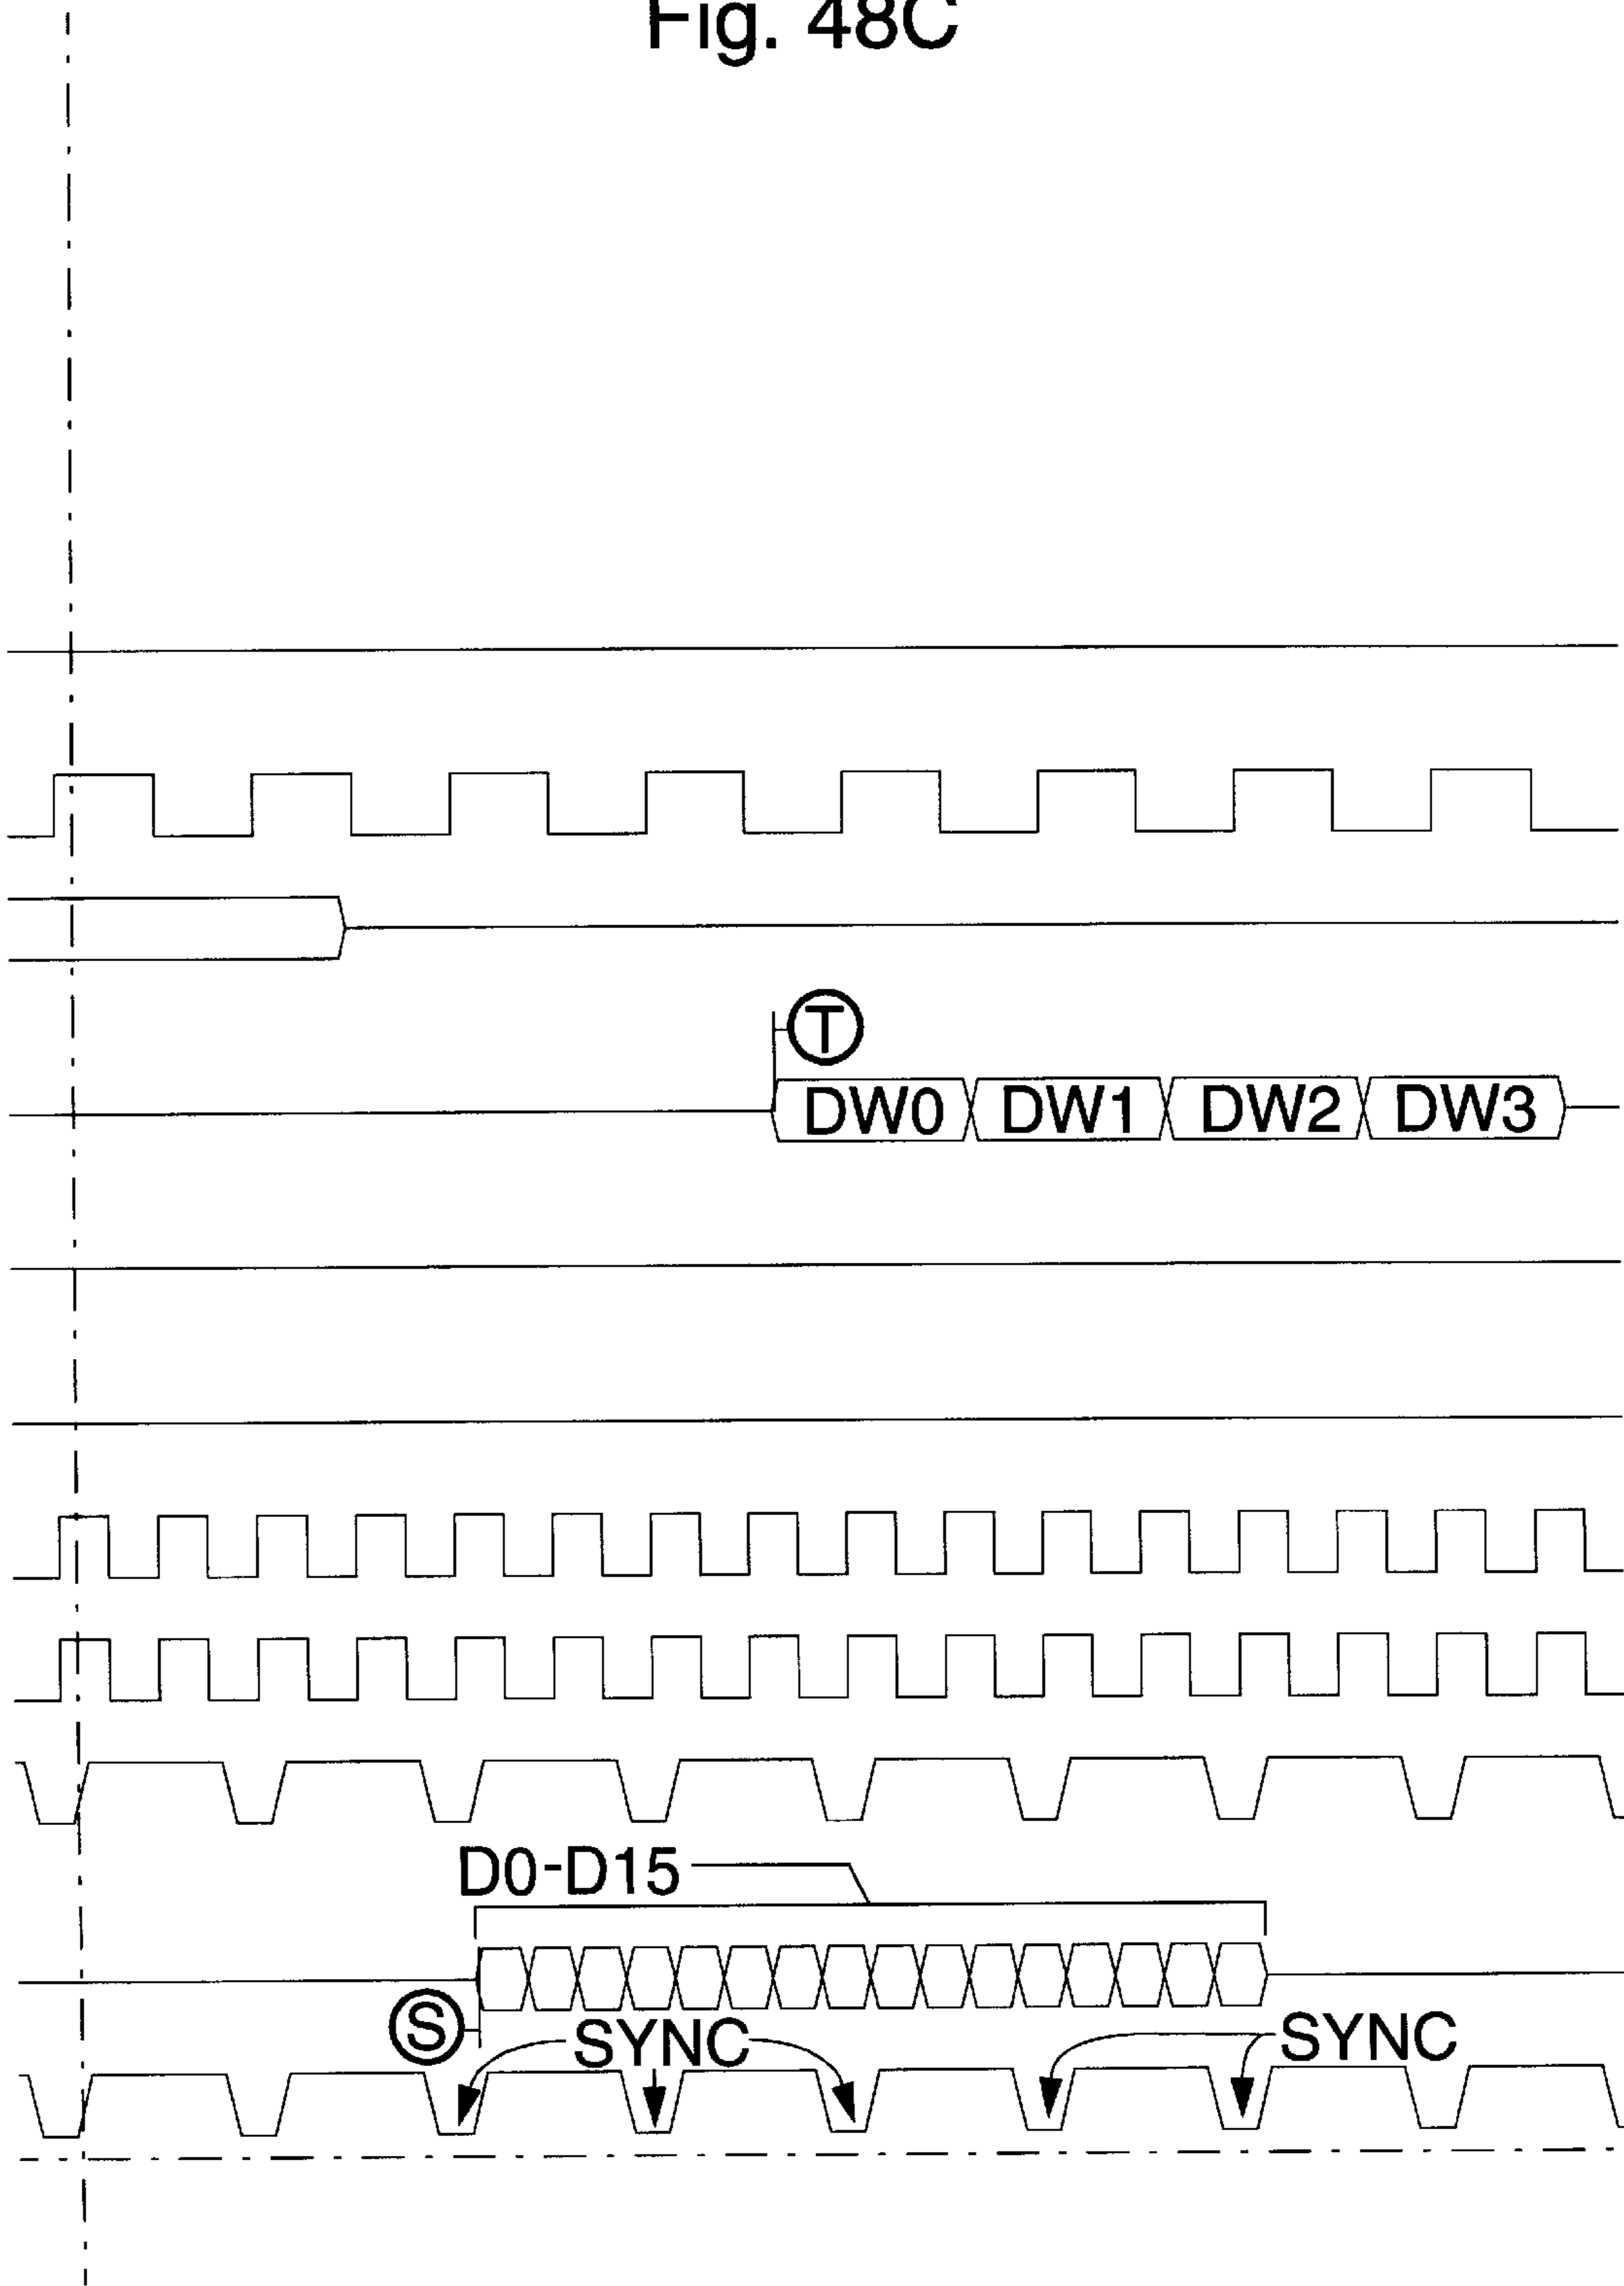 Fig. 48C
T
DW0 DW1 DW2 DW3
D0-D15
S
SYNC SYNC